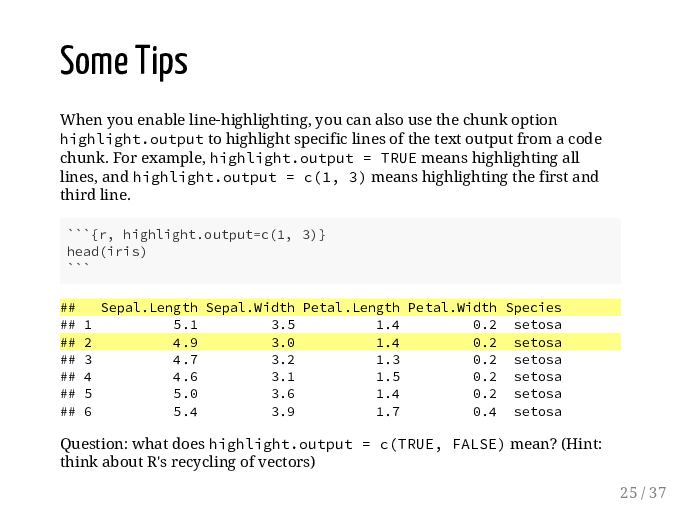 Some Tips
When you enable line-highlighting, you can also use the chunk option
highlight.output to highlight specific lines of the text output from a code
chunk. For example, highlight.output = TRUE means highlighting all
lines, and highlight.output = c(1, 3) means highlighting the first and
third line.
```{r, highlight.output=c(1, 3)}
head(iris)
```
##   Sepal.Length Sepal.Width Petal.Length Petal.Width Species
## 1          5.1         3.5          1.4         0.2  setosa
## 2          4.9         3.0          1.4         0.2  setosa
## 3          4.7         3.2          1.3         0.2  setosa
## 4          4.6         3.1          1.5         0.2  setosa
## 5          5.0         3.6          1.4         0.2  setosa
## 6          5.4         3.9          1.7         0.4  setosa
Question: what does highlight.output = c(TRUE, FALSE) mean? (Hint:
think about R's recycling of vectors)
25 / 37